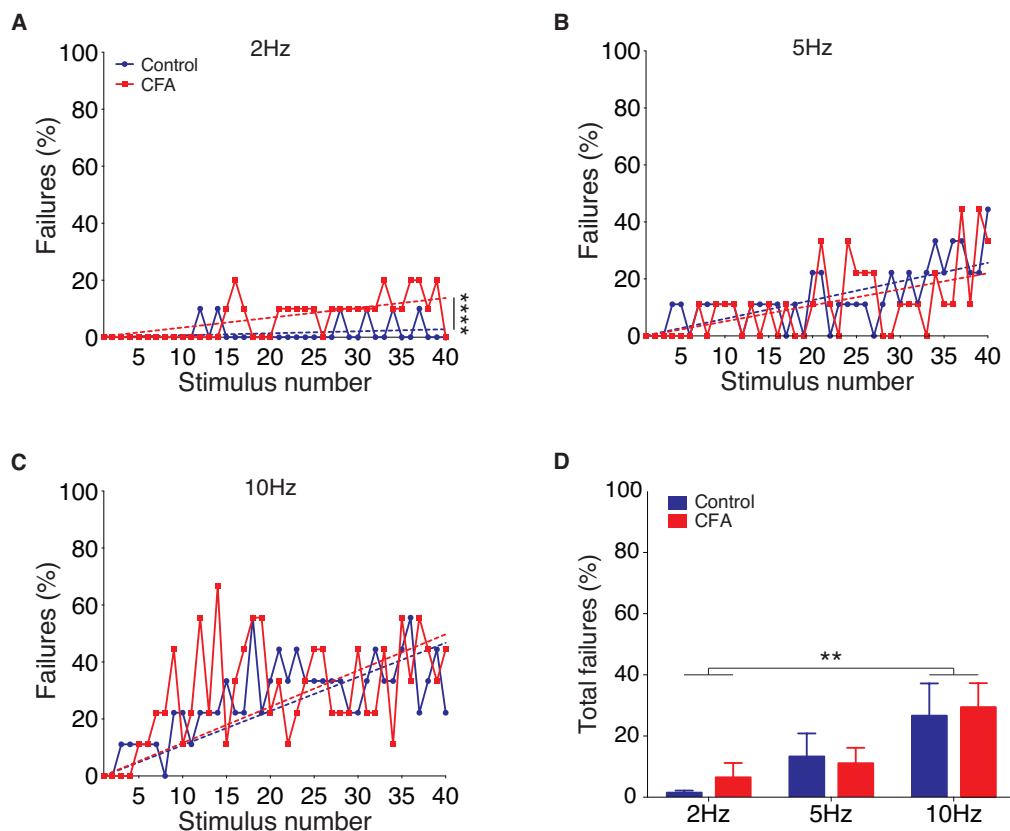 A
2Hz
Control
CFA
Failures (%)
100
80
60
40
20
0
****
5 10 15 20 25 30 35 40
Stimulus number
B
5Hz
Failures (%)
100
80
60
40
20
0
5 10 15 20 25 30 35 40
Stimulus number
C
10Hz
Failures (%)
100
80
60
40
20
0
5 10 15 20 25 30 35 40
Stimulus number
D
Control
CFA
Total failures (%)
100
80
60
40
20
0
**
2Hz 5Hz 10Hz